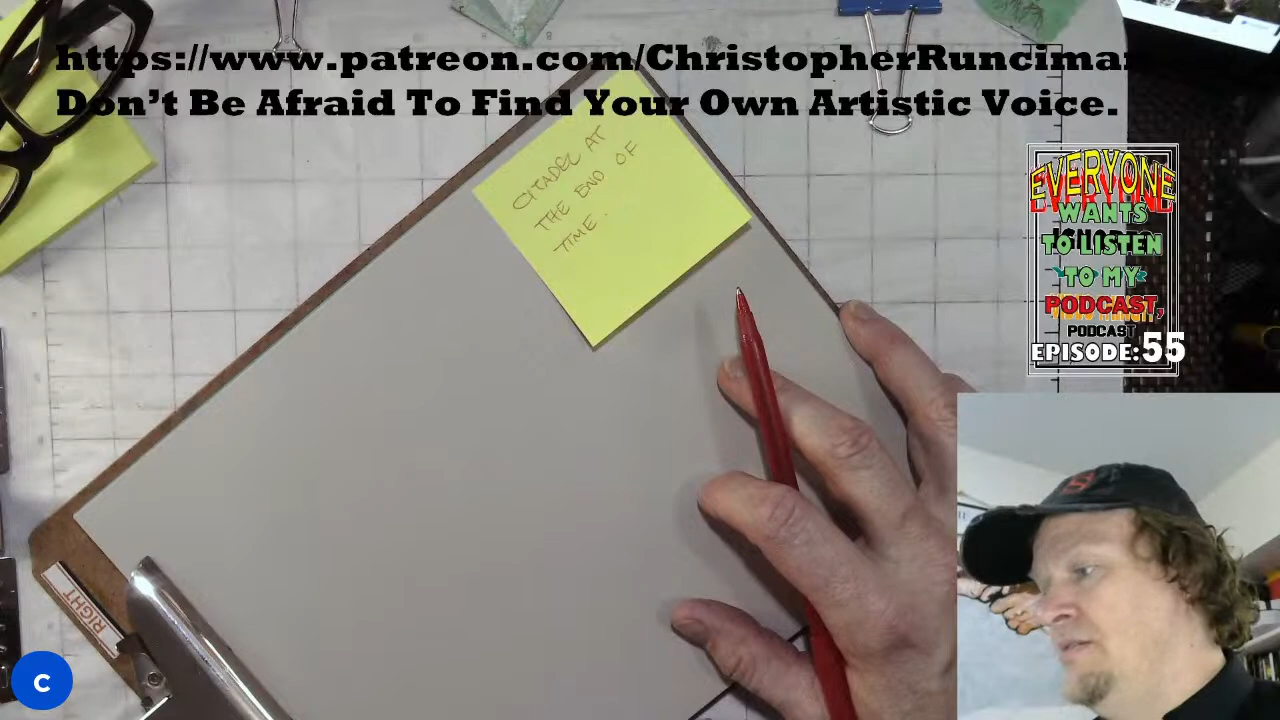 https://www.patreon.com/ChristopherRunciman
Don't Be Afraid To Find Your Own Artistic Voice.
CITADEL AT
THE END OF
TIME.
EVERYONE
WANTS
TO LISTEN
TO MY
PODCAST,
PODCAST
EPISODE:55
RIGHT
C